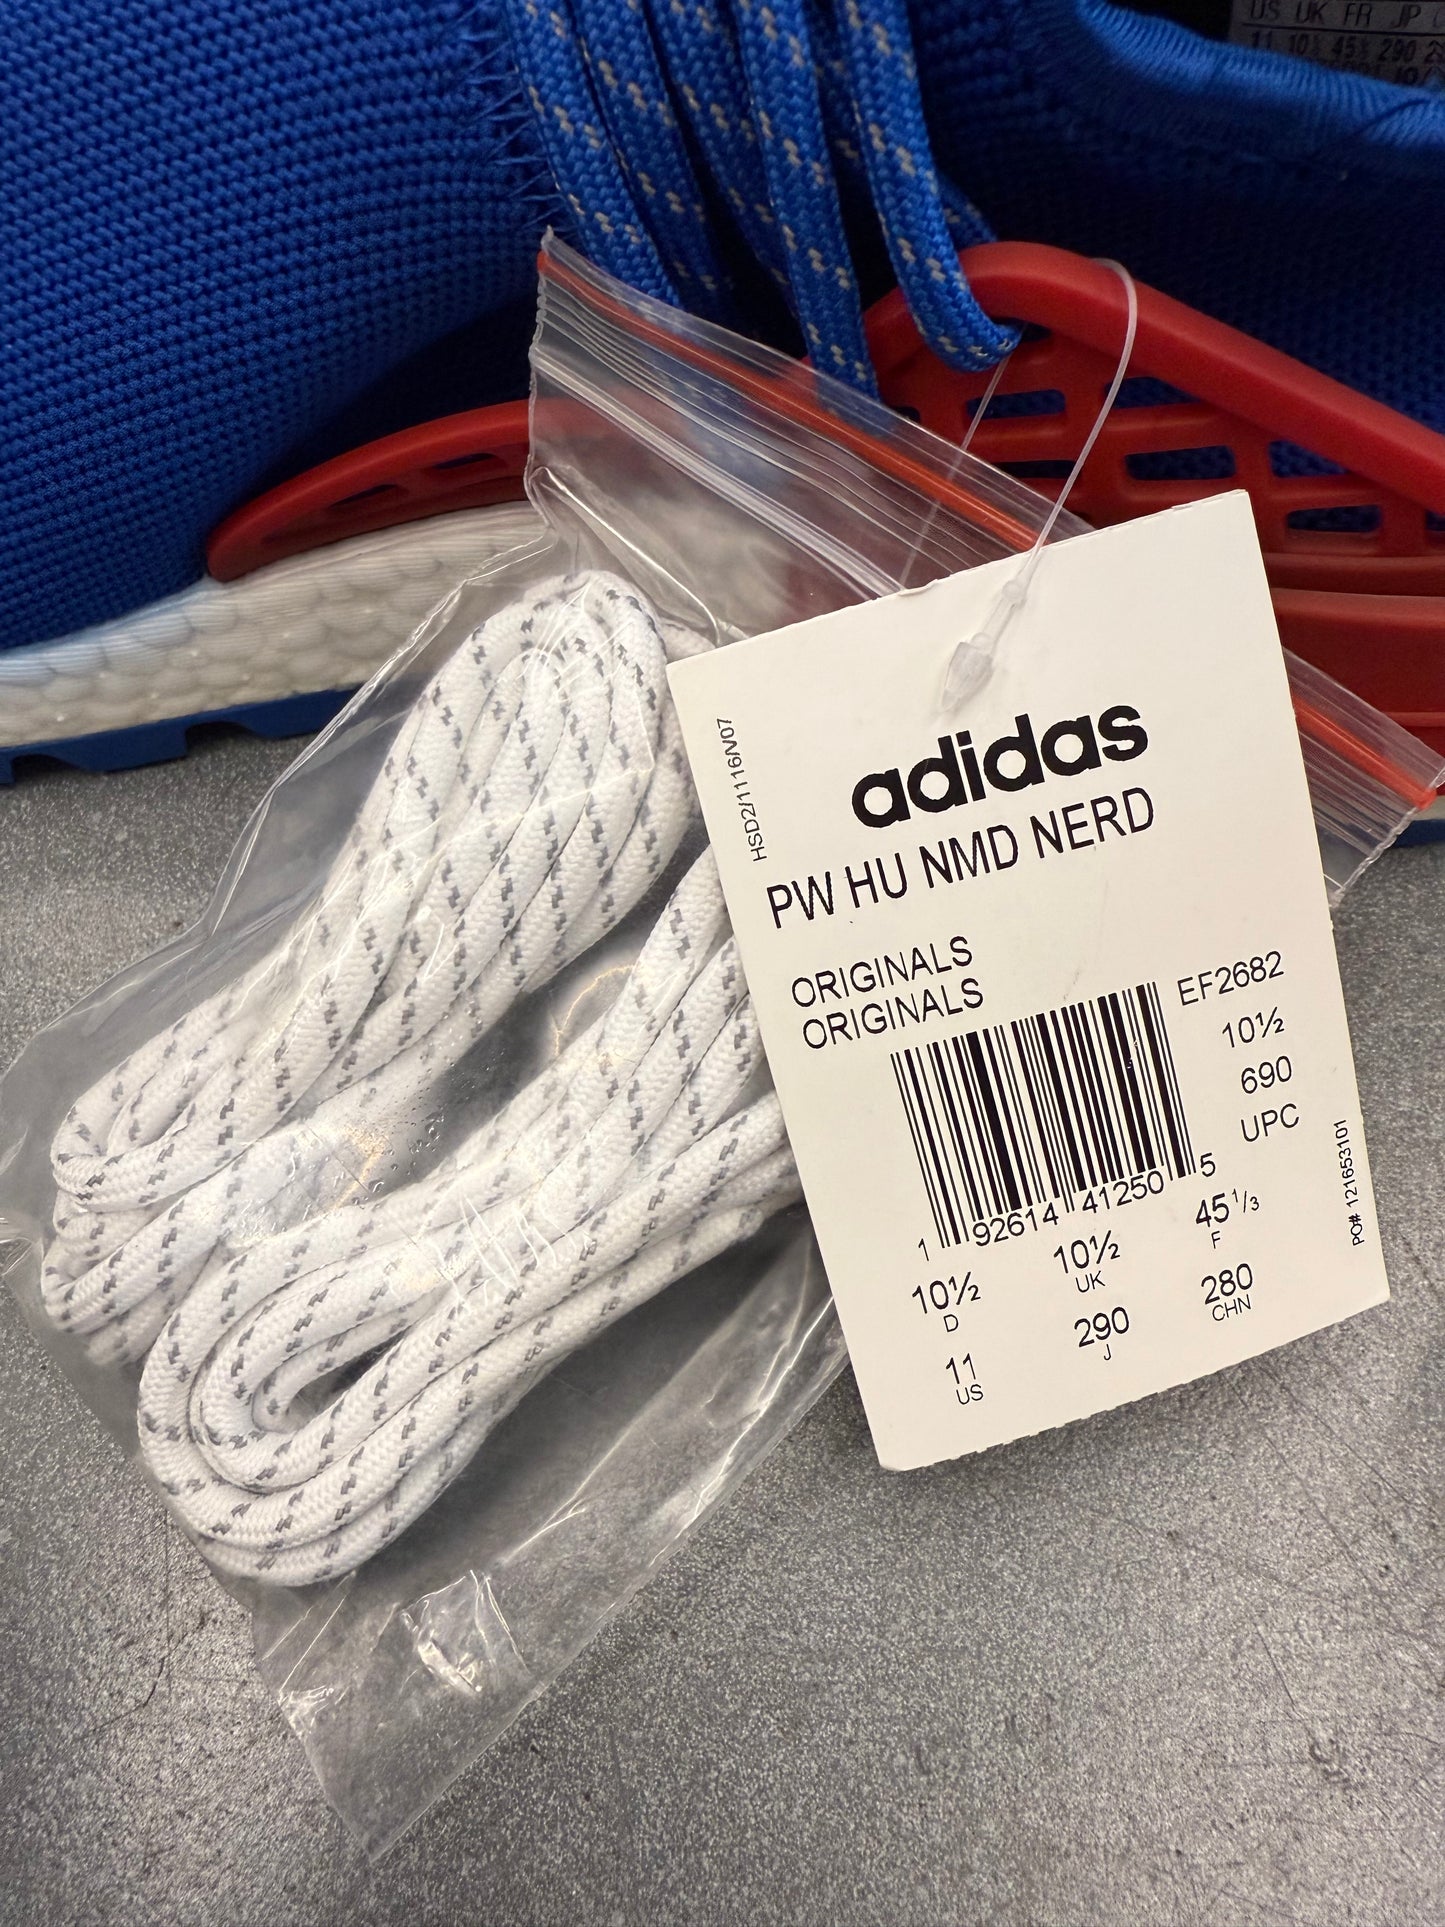 US UK FR JP
11 10½ 45⅓ 290
HSD2/1116/V07
adidas
PW HU NMD NERD
ORIGINALS
ORIGINALS
EF2682
10½
690
UPC
1 92614 41250 5
PO# 121653101
10½ 10½ 45 1/3
D UK F
11 290 280
US J CHN